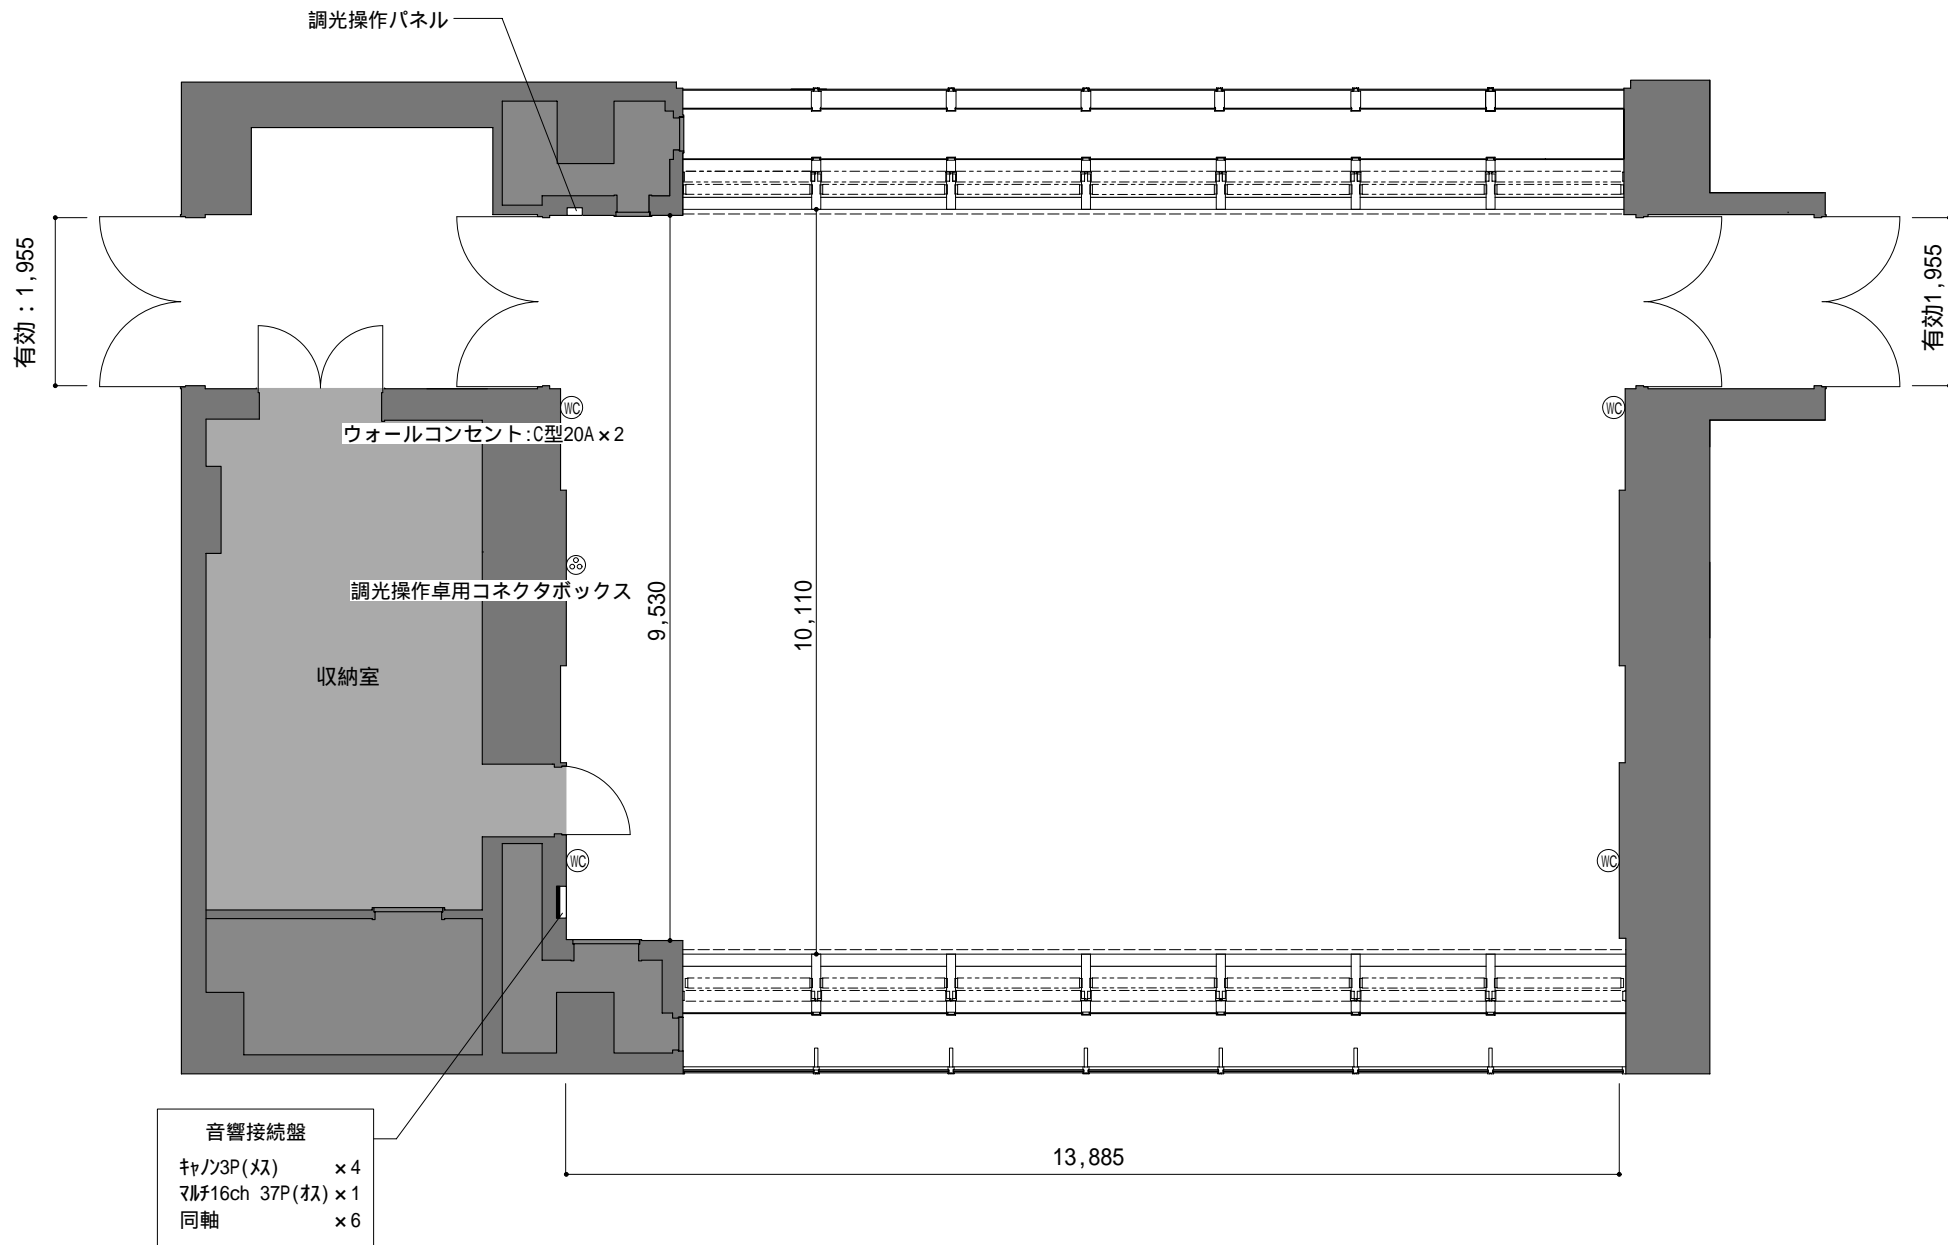 調光操作パネル
有効：1,955
有効1,955
WC
WC
ウォールコンセント:C型20A×2
調光操作卓用コネクタボックス
9,530
10,110
収納室
WC
WC
音響接続盤
ｷｬﾉﾝ3P(ﾒｽ) ×4
ﾏﾙﾁ16ch 37P(ｵｽ) ×1
同軸 ×6
13,885